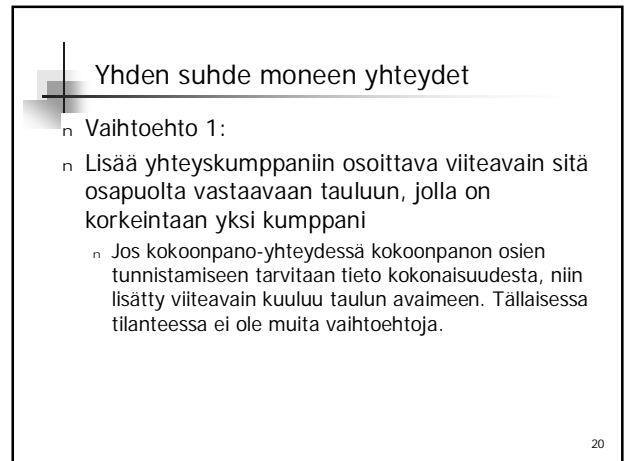 Yhden suhde moneen yhteydet
n Vaihtoehto 1:
n Lisää yhteyskumppaniin osoittava viiteavain sitä
osapuolta vastaavaan tauluun, jolla on
korkeintaan yksi kumppani
n Jos kokoonpano-yhteydessä kokoonpanon osien
tunnistamiseen tarvitaan tieto kokonaisuudesta, niin
lisätty viiteavain kuuluu taulun avaimeen. Tällaisessa
tilanteessa ei ole muita vaihtoehtoja.
20